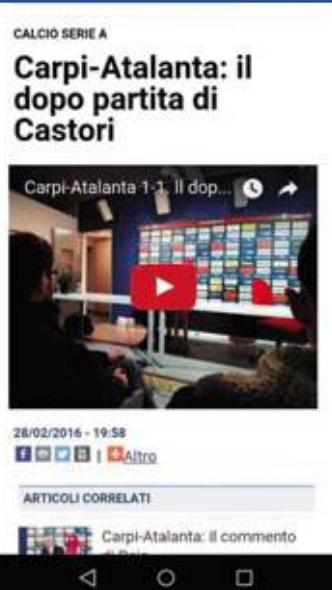 CALCIO SERIE A
Carpi-Atalanta: il
dopo partita di
Castori
Carpi-Atalanta 1-1. Il dop...
28/02/2016 - 19:58
| Altro
ARTICOLI CORRELATI
Carpi-Atalanta: il commento